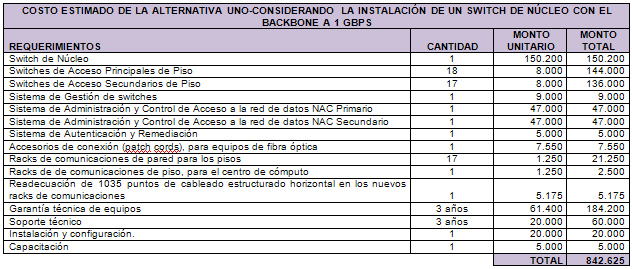 COSTO ESTIMADO DE LA ALTERNATIVA UNO-CONSIDERANDO LA INSTALACIÓN DE UN SWITCH DE NÚCLEO CON EL
BACKBONE A 1 GBPS
REQUERIMIENTOS CANTIDAD MONTO UNITARIO MONTO TOTAL
Switch de Núcleo 1 150.200 150.200
Switches de Acceso Principales de Piso 18 8.000 144.000
Switches de Acceso Secundarios de Piso 17 8.000 136.000
Sistema de Gestión de switches 1 9.000 9.000
Sistema de Administración y Control de Acceso a la red de datos NAC Primario 1 47.000 47.000
Sistema de Administración y Control de Acceso a la red de datos NAC Secundario 1 47.000 47.000
Sistema de Autenticación y Remediación 1 5.000 5.000
Accesorios de conexión (patch cords), para equipos de fibra óptica 1 7.550 7.550
Racks de comunicaciones de pared para los pisos 17 1.250 21.250
Racks de de comunicaciones de piso, para el centro de cómputo 1 1.250 2.500
Readecuación de 1035 puntos de cableado estructurado horizontal en los nuevos
racks de comunicaciones 1 5.175 5.175
Garantía técnica de equipos 3 años 61.400 184.200
Soporte técnico 3 años 20.000 60.000
Instalación y configuración. 1 20.000 20.000
Capacitación 1 5.000 5.000
TOTAL 842.625